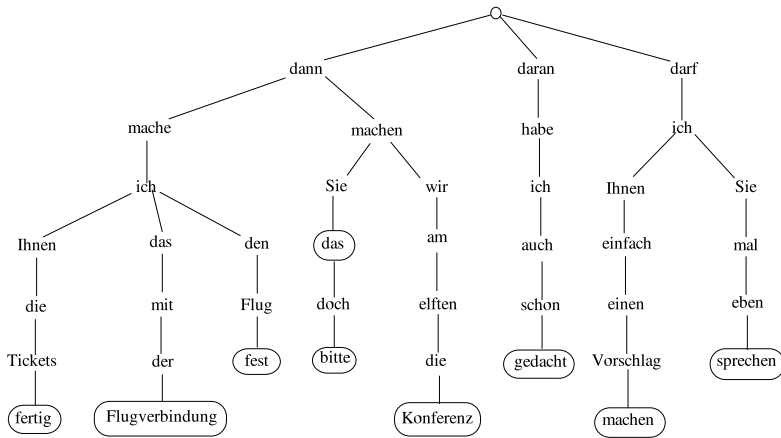 dann daran darf
mache machen habe ich
ich Sie wir ich Ihnen Sie
Ihnen das den das am auch einfach mal
die mit Flug doch elften schon einen eben
Tickets der fest bitte die gedacht Vorschlag sprechen
fertig Flugverbindung Konferenz machen